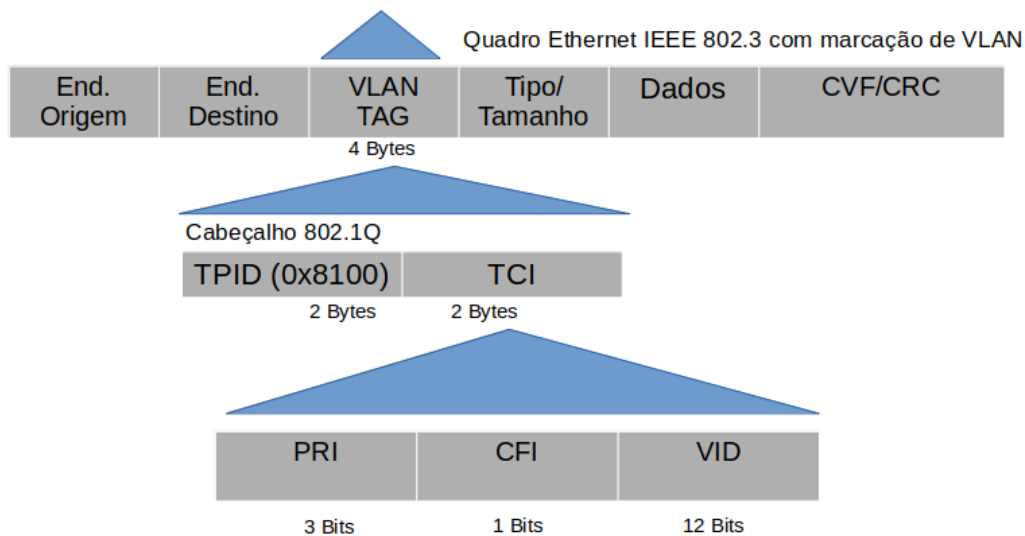 Quadro Ethernet IEEE 802.3 com marcação de VLAN
End. Origem
End. Destino
VLAN TAG
Tipo/ Tamanho
Dados
CVF/CRC
4 Bytes
Cabeçalho 802.1Q
TPID (0x8100)
TCI
2 Bytes
2 Bytes
PRI
CFI
VID
3 Bits
1 Bits
12 Bits